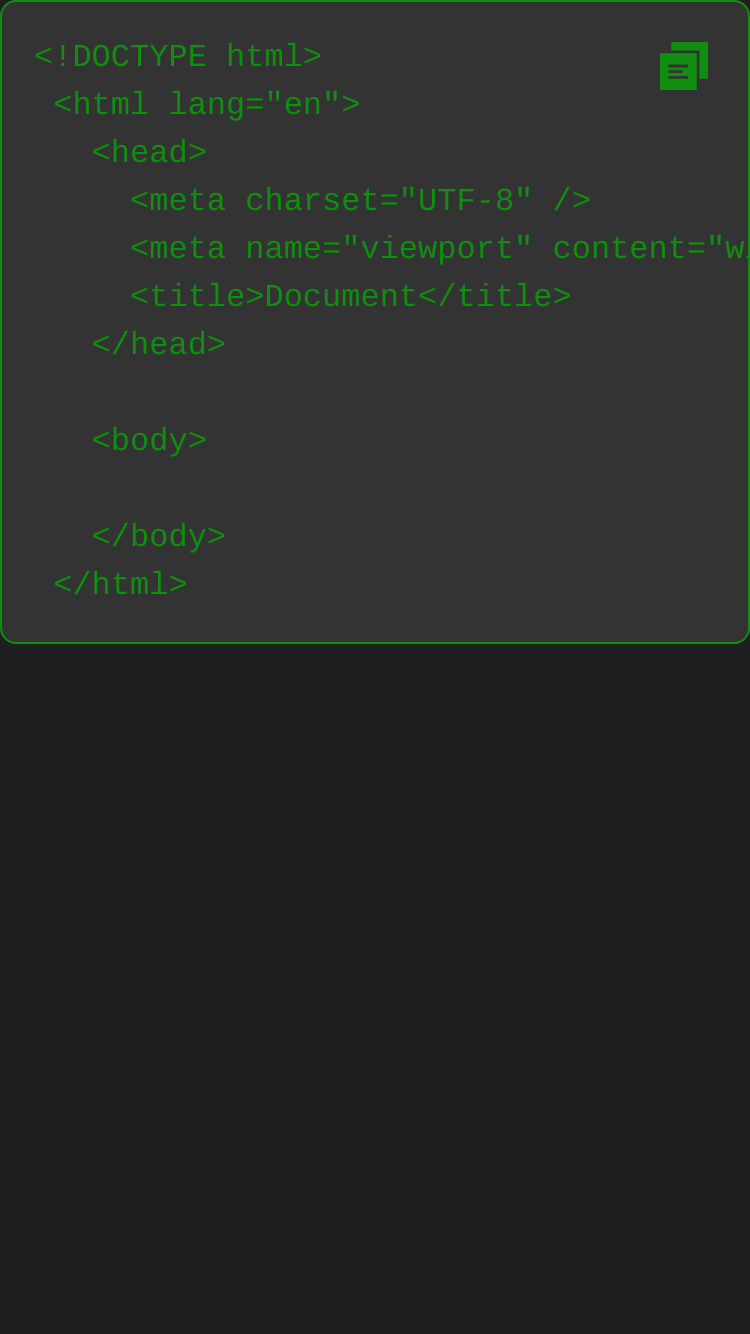 <!DOCTYPE html>
<html lang="en">
<head>
<meta charset="UTF-8" />
<meta name="viewport" content="
<title>Document</title>
</head>
<body>
</body>
</html>